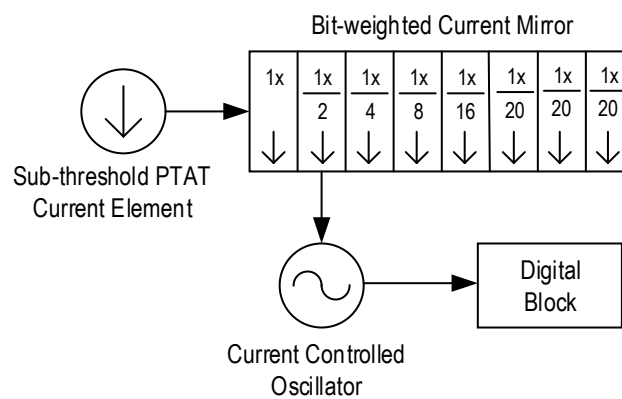 Bit-weighted Current Mirror
1x 1x 1x 1x 1x 1x 1x 1x
2 4 8 16 20 20 20
Sub-threshold PTAT
Current Element
Digital
Block
Current Controlled
Oscillator